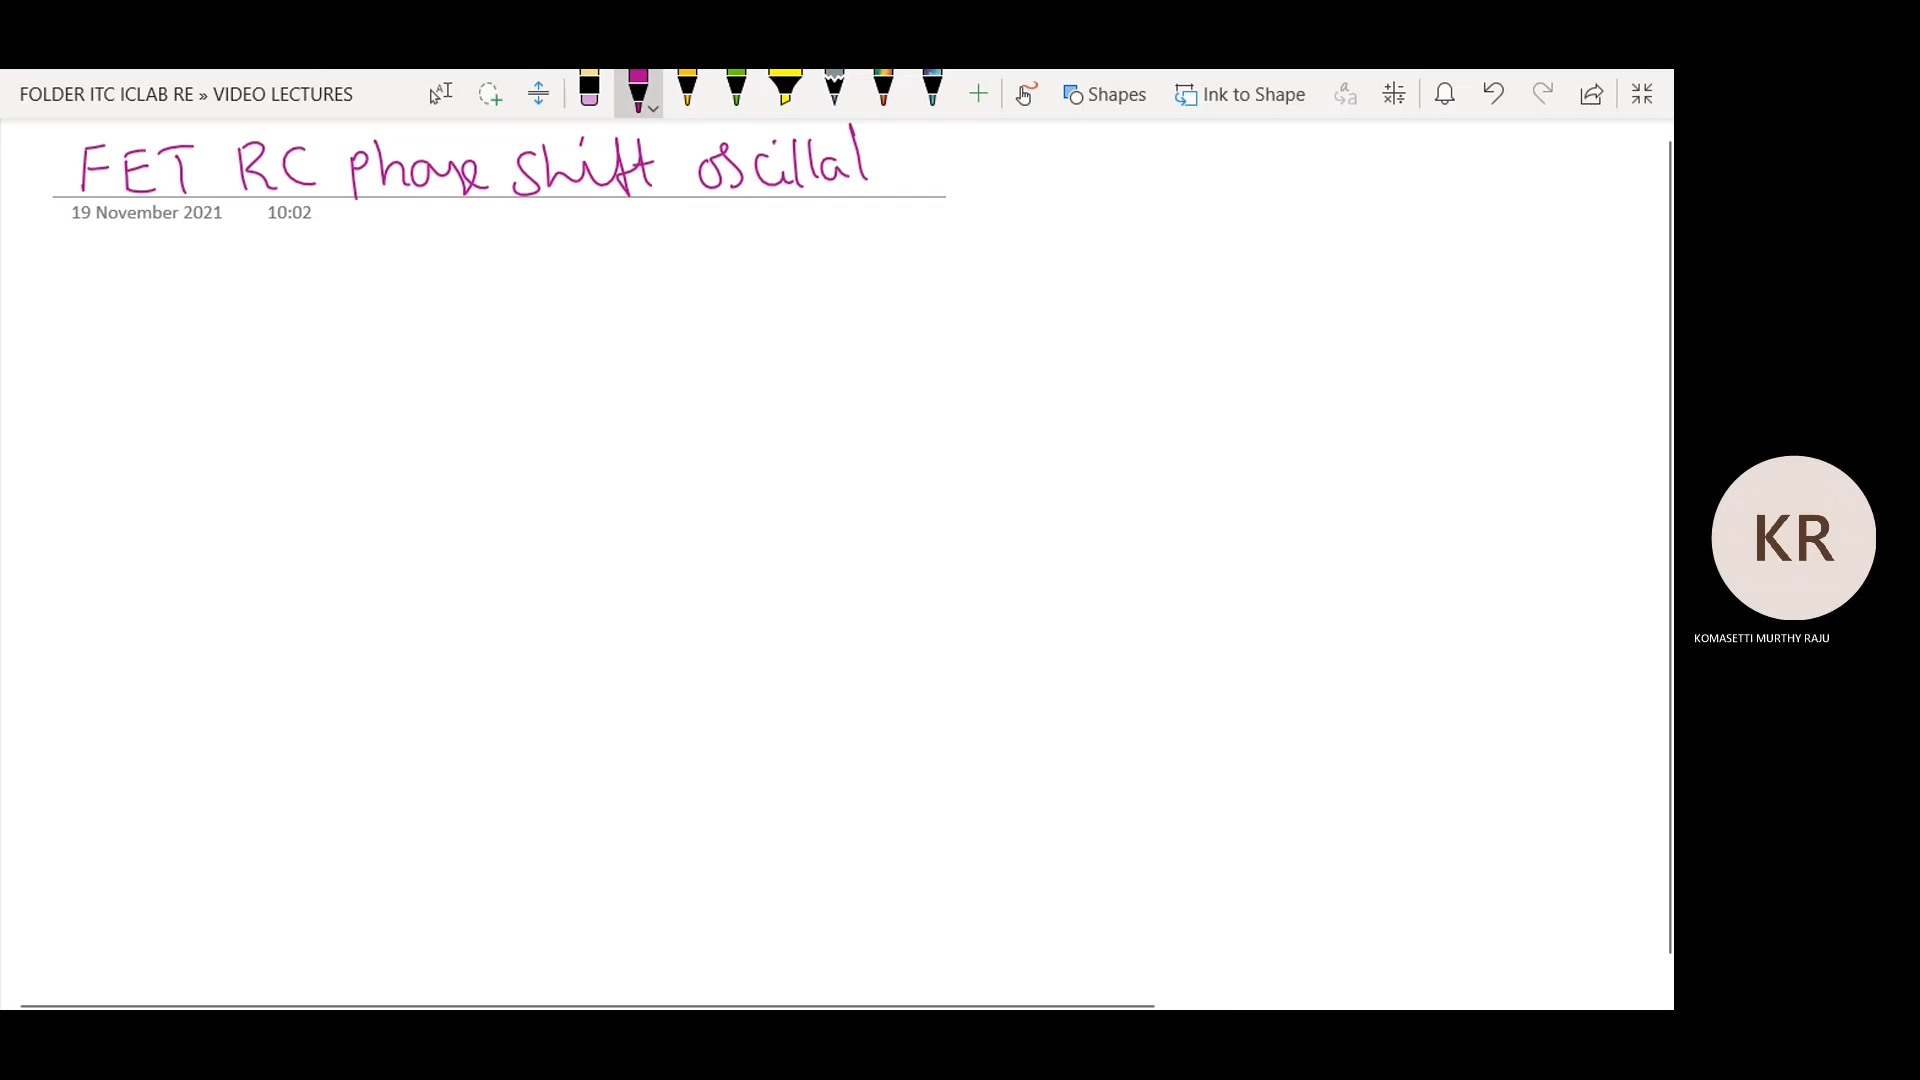 FOLDER ITC ICLAB RE » VIDEO LECTURES
Shapes
Ink to Shape
FET RC phase shift oscillal
19 November 2021 10:02
KR
KOMASETTI MURTHY RAJU